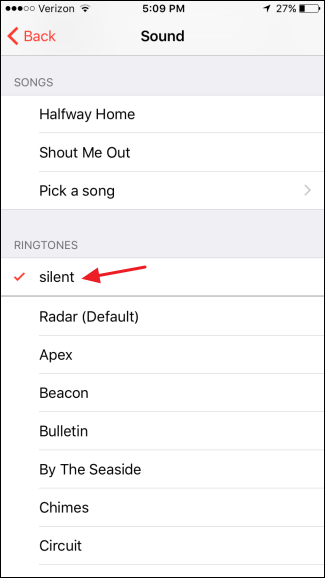 Verizon 5:09 PM 27%
Back Sound
SONGS
Halfway Home
Shout Me Out
Pick a song
RINGTONES
silent
Radar (Default)
Apex
Beacon
Bulletin
By The Seaside
Chimes
Circuit